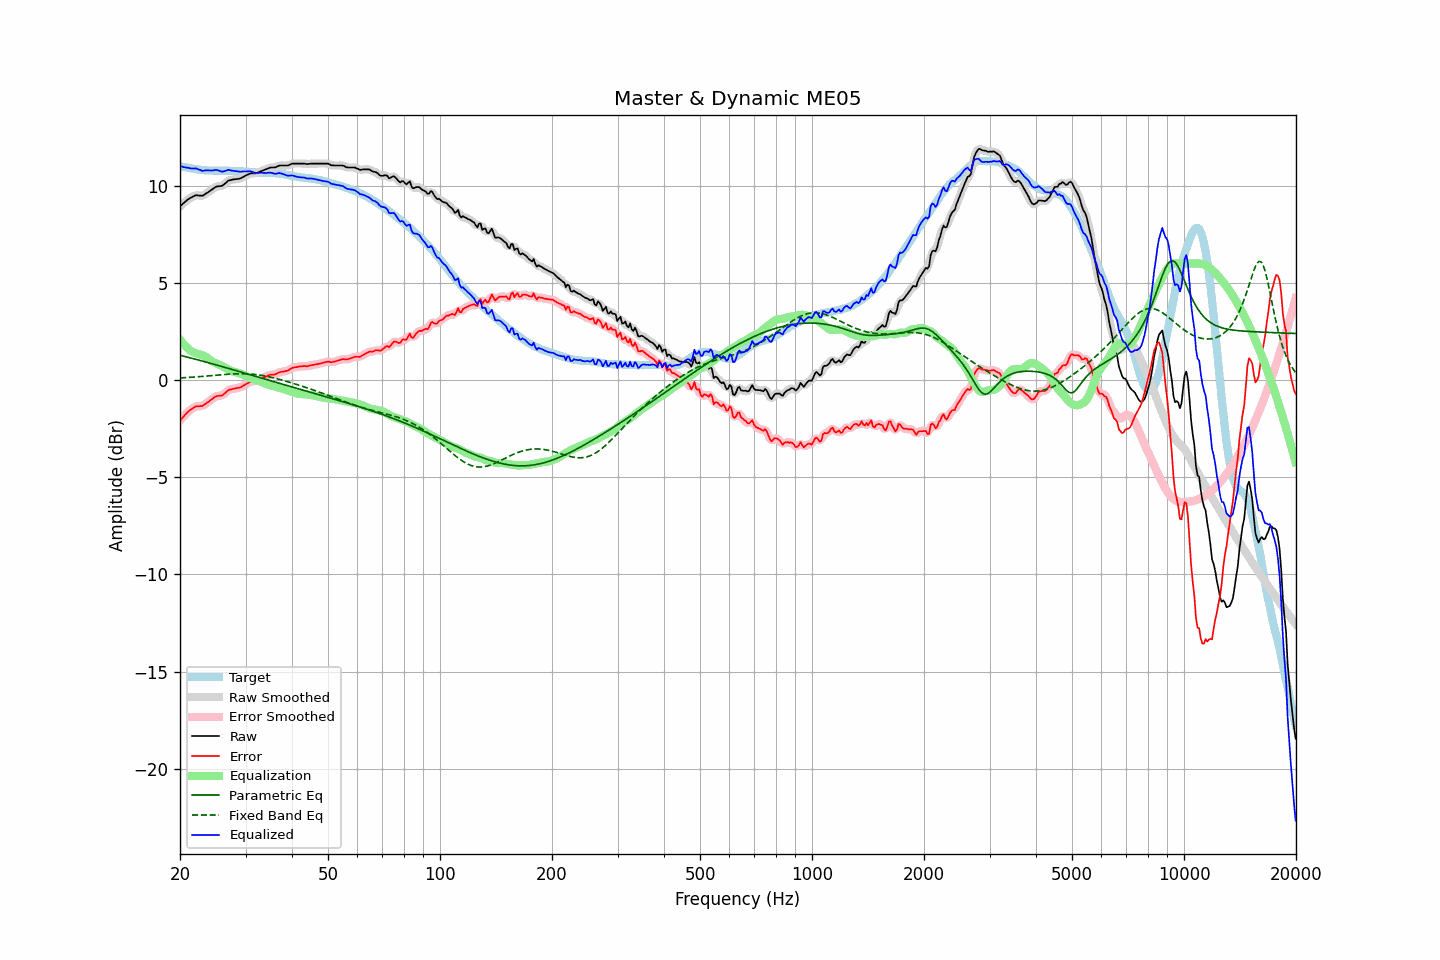 Master & Dynamic ME05
Amplitude (dBr)
10
5
0
−5
−10
−15
−20
Target
Raw Smoothed
Error Smoothed
Raw
Error
Equalization
Parametric Eq
Fixed Band Eq
Equalized
20 50 100 200 500 1000 2000 5000 10000 20000
Frequency (Hz)